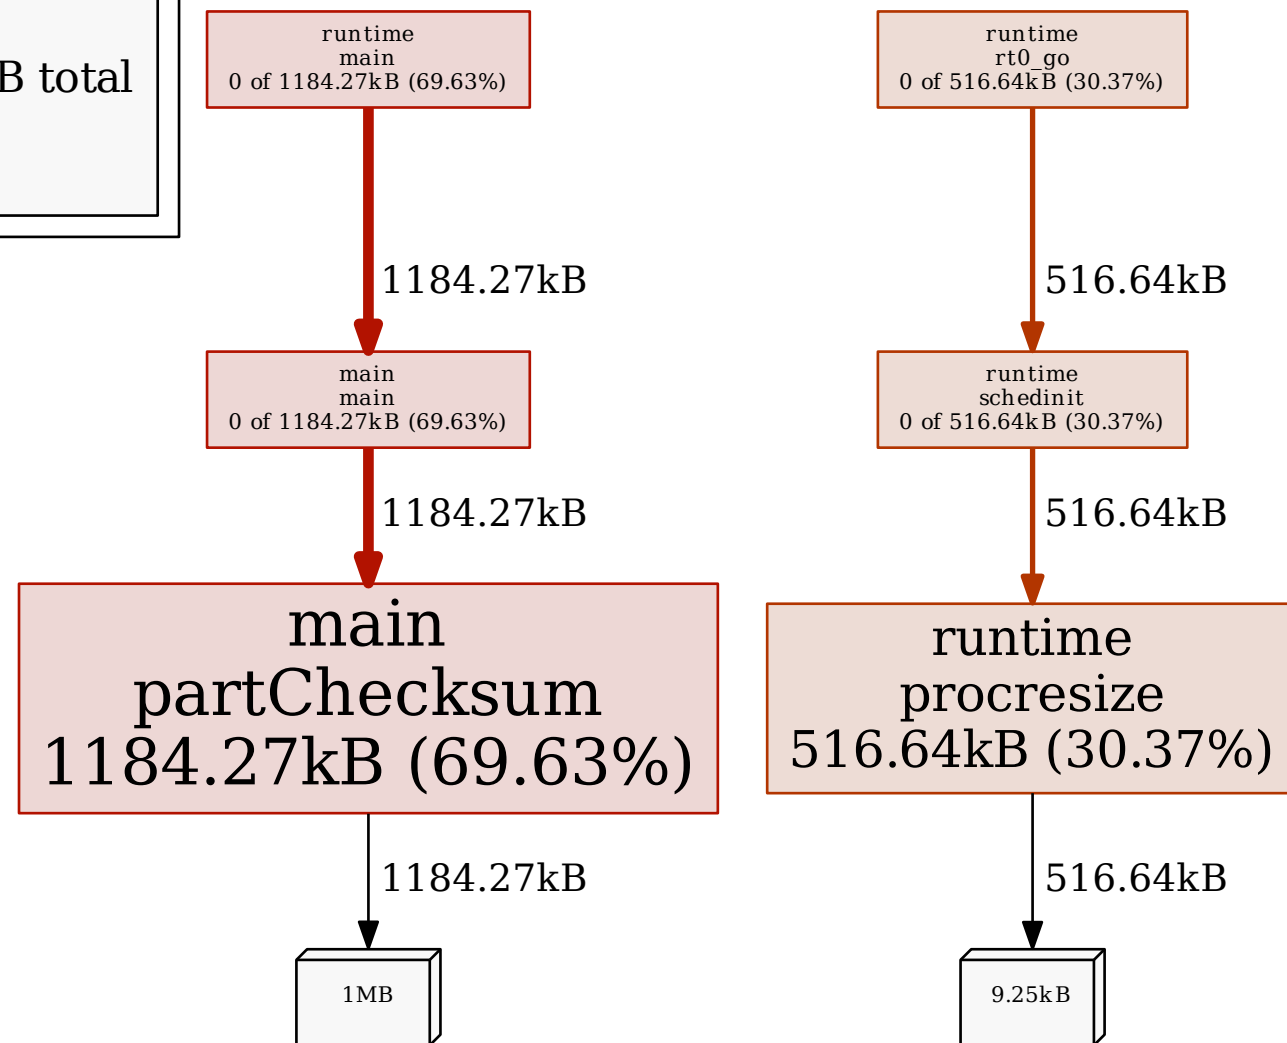 B total
runtime
main
0 of 1184.27kB (69.63%)
1184.27kB
main
main
0 of 1184.27kB (69.63%)
1184.27kB
main
partChecksum
1184.27kB (69.63%)
1184.27kB
1MB
runtime
rt0_go
0 of 516.64kB (30.37%)
516.64kB
runtime
schedinit
0 of 516.64kB (30.37%)
516.64kB
runtime
procresize
516.64kB (30.37%)
516.64kB
9.25kB